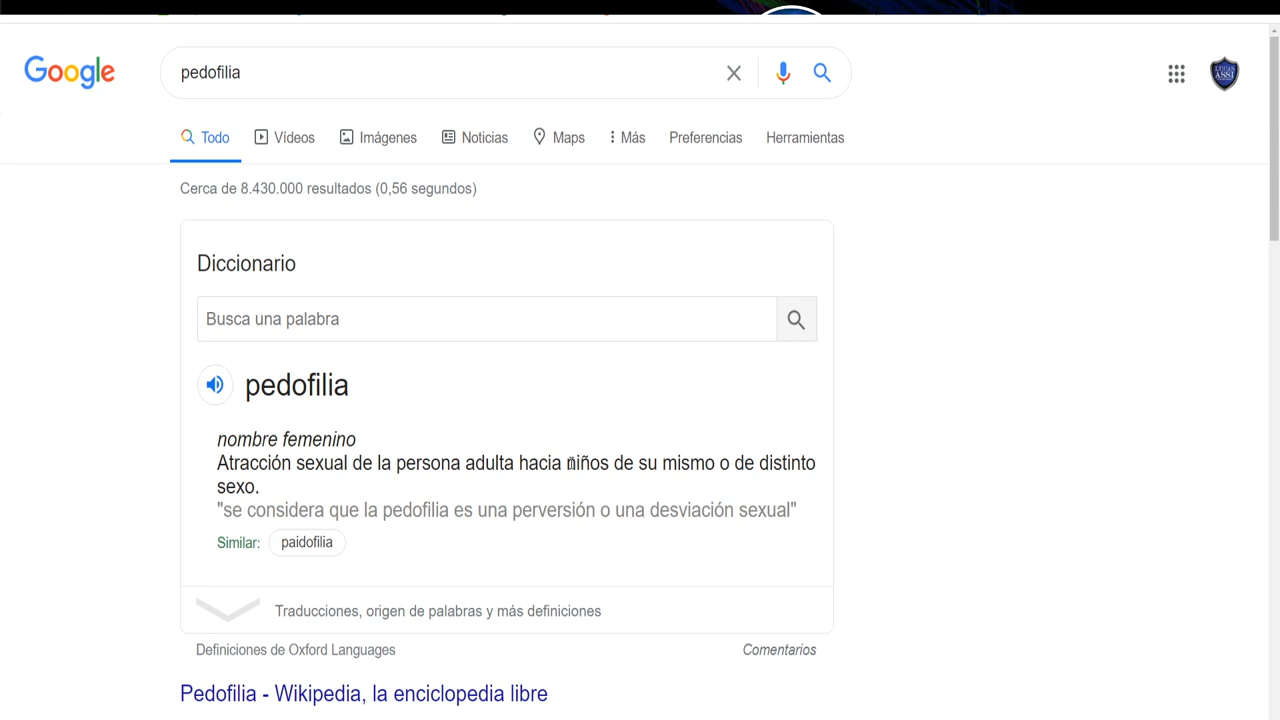 Google
pedofilia
LUCAS
ASSI
Todo Vídeos Imágenes Noticias Maps Más Preferencias Herramientas
Cerca de 8.430.000 resultados (0,56 segundos)
Diccionario
Busca una palabra
pedofilia
nombre femenino
Atracción sexual de la persona adulta hacia niños de su mismo o de distinto
sexo.
"se considera que la pedofilia es una perversión o una desviación sexual"
Similar: paidofilia
Traducciones, origen de palabras y más definiciones
Definiciones de Oxford Languages Comentarios
Pedofilia - Wikipedia, la enciclopedia libre